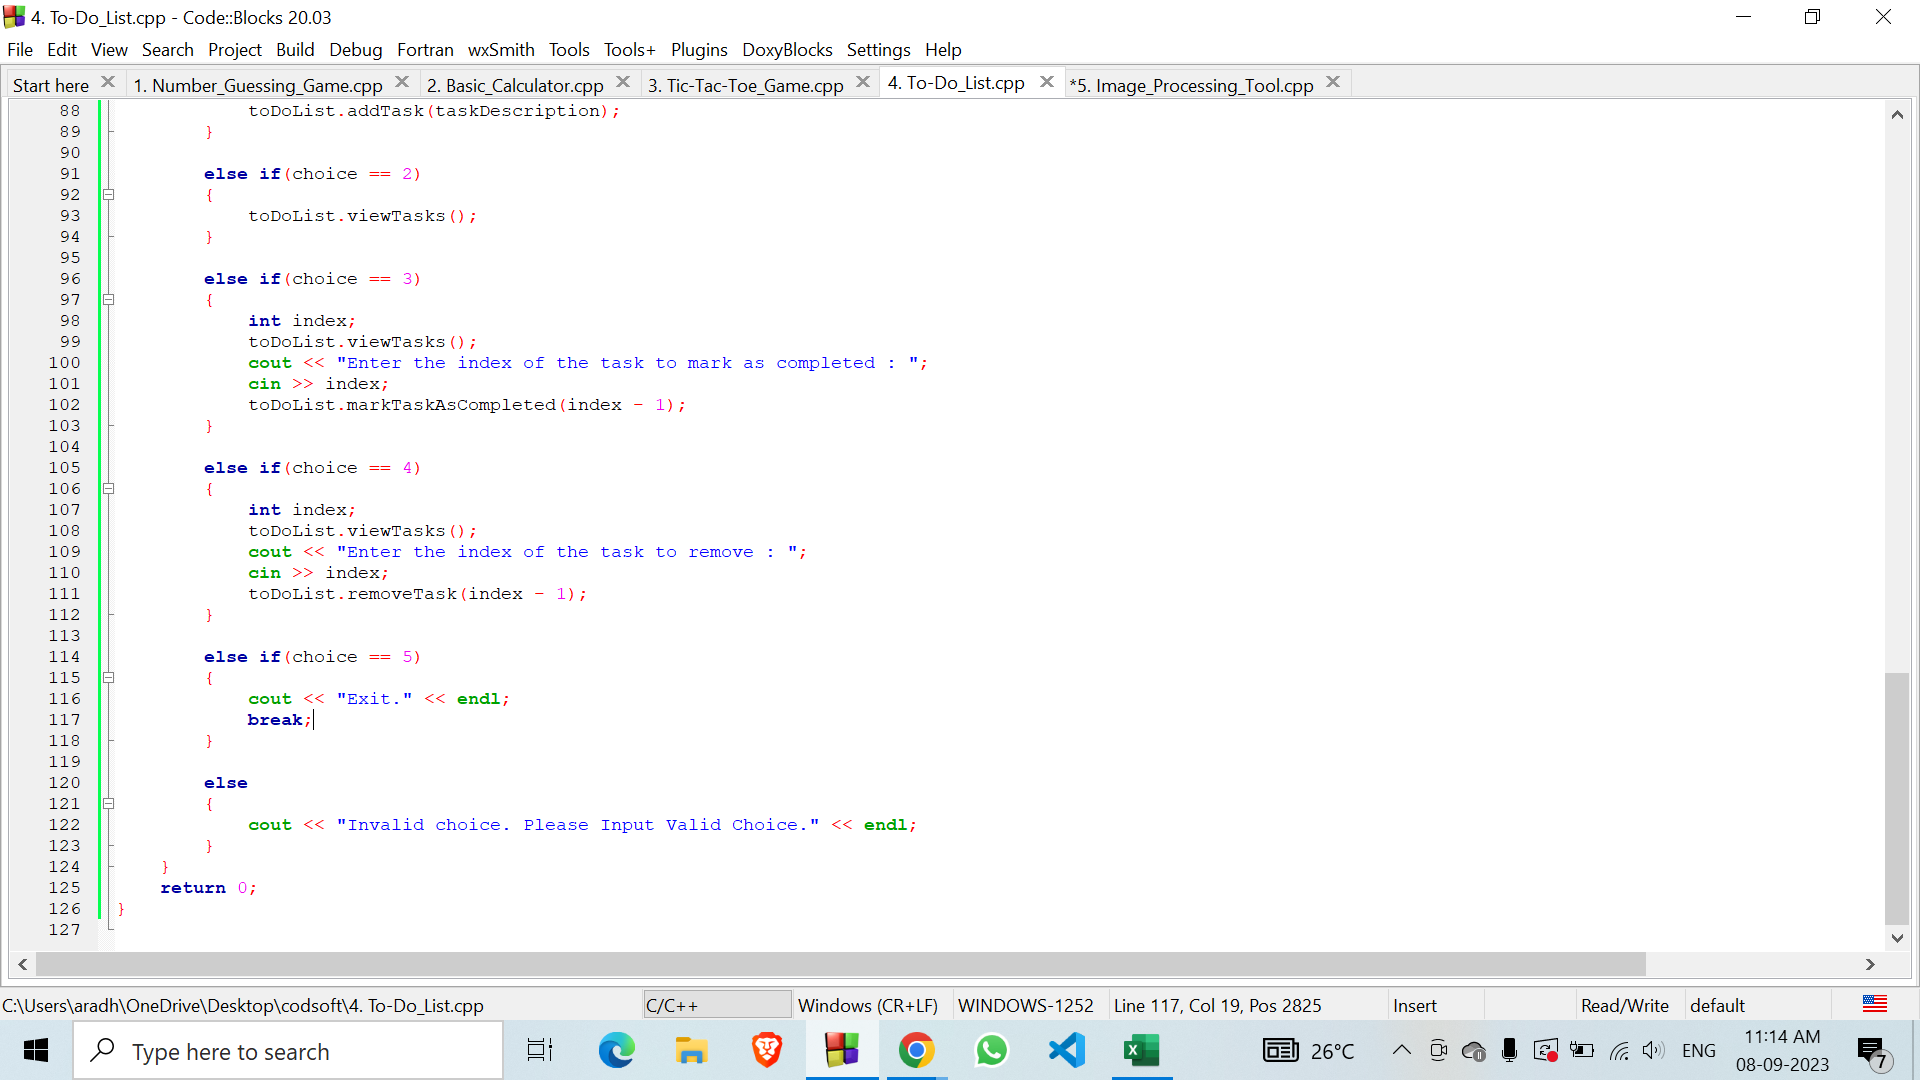 4. To-Do_List.cpp - Code::Blocks 20.03
File Edit View Search Project Build Debug Fortran wxSmith Tools Tools+ Plugins DoxyBlocks Settings Help
Start here 1. Number_Guessing_Game.cpp 2. Basic_Calculator.cpp 3. Tic-Tac-Toe_Game.cpp 4. To-Do_List.cpp *5. Image_Processing_Tool.cpp
88 toDoList.addTask(taskDescription);
89 }
90
91 else if(choice == 2)
92 {
93 toDoList.viewTasks();
94 }
95
96 else if(choice == 3)
97 {
98 int index;
99 toDoList.viewTasks();
100 cout << "Enter the index of the task to mark as completed : ";
101 cin >> index;
102 toDoList.markTaskAsCompleted(index - 1);
103 }
104
105 else if(choice == 4)
106 {
107 int index;
108 toDoList.viewTasks();
109 cout << "Enter the index of the task to remove : ";
110 cin >> index;
111 toDoList.removeTask(index - 1);
112 }
113
114 else if(choice == 5)
115 {
116 cout << "Exit." << endl;
117 break;
118 }
119
120 else
121 {
122 cout << "Invalid choice. Please Input Valid Choice." << endl;
123 }
124 }
125 return 0;
126 }
127
C:\Users\aradh\OneDrive\Desktop\codsoft\4. To-Do_List.cpp C/C++ Windows (CR+LF) WINDOWS-1252 Line 117, Col 19, Pos 2825 Insert Read/Write default
Type here to search 26°C ENG 11:14 AM
08-09-2023 7